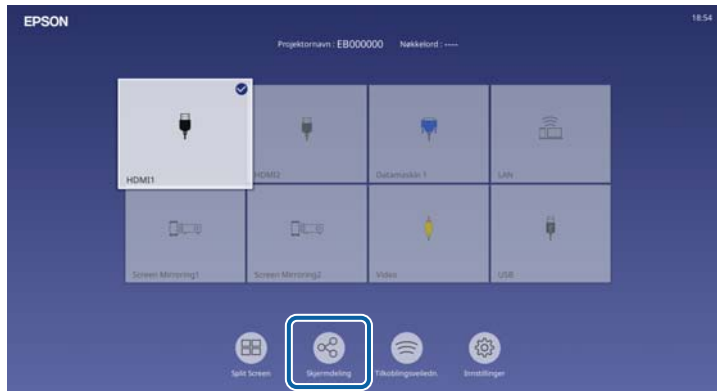 EPSON
18:54
Projektornavn : EB000000 Nøkkelord : ----
HDMI1
HDMI2
Datamaskin 1
LAN
Screen Mirroring1
Screen Mirroring2
Video
USB
Split Screen
Skjermdeling
Tilkoblingsveiledn.
Innstillinger